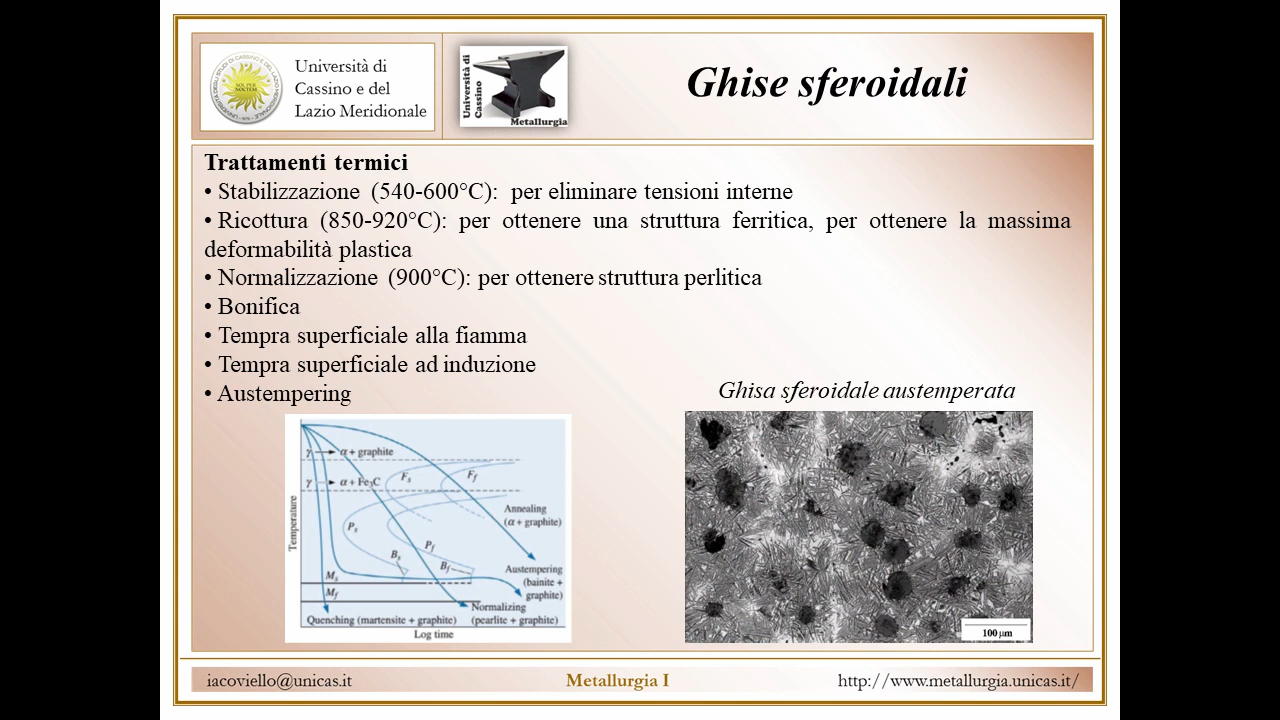 Università di
Cassino e del
Lazio Meridionale
Università di
Cassino
Metallurgia
Ghise sferoidali
Trattamenti termici
• Stabilizzazione (540-600°C): per eliminare tensioni interne
• Ricottura (850-920°C): per ottenere una struttura ferritica, per ottenere la massima
deformabilità plastica
• Normalizzazione (900°C): per ottenere struttura perlitica
• Bonifica
• Tempra superficiale alla fiamma
• Tempra superficiale ad induzione
• Austempering
Ghisa sferoidale austemperata
γ → α + graphite
γ → α + Fe3C
Fs
Ff
Ps
Pf
Bs
Bf
Ms
Mf
Temperature
Annealing
(α + graphite)
Austempering
(bainite +
graphite)
Normalizing
(pearlite + graphite)
Quenching (martensite + graphite)
Log time
100 µm
iacoviello@unicas.it
Metallurgia I
http://www.metallurgia.unicas.it/